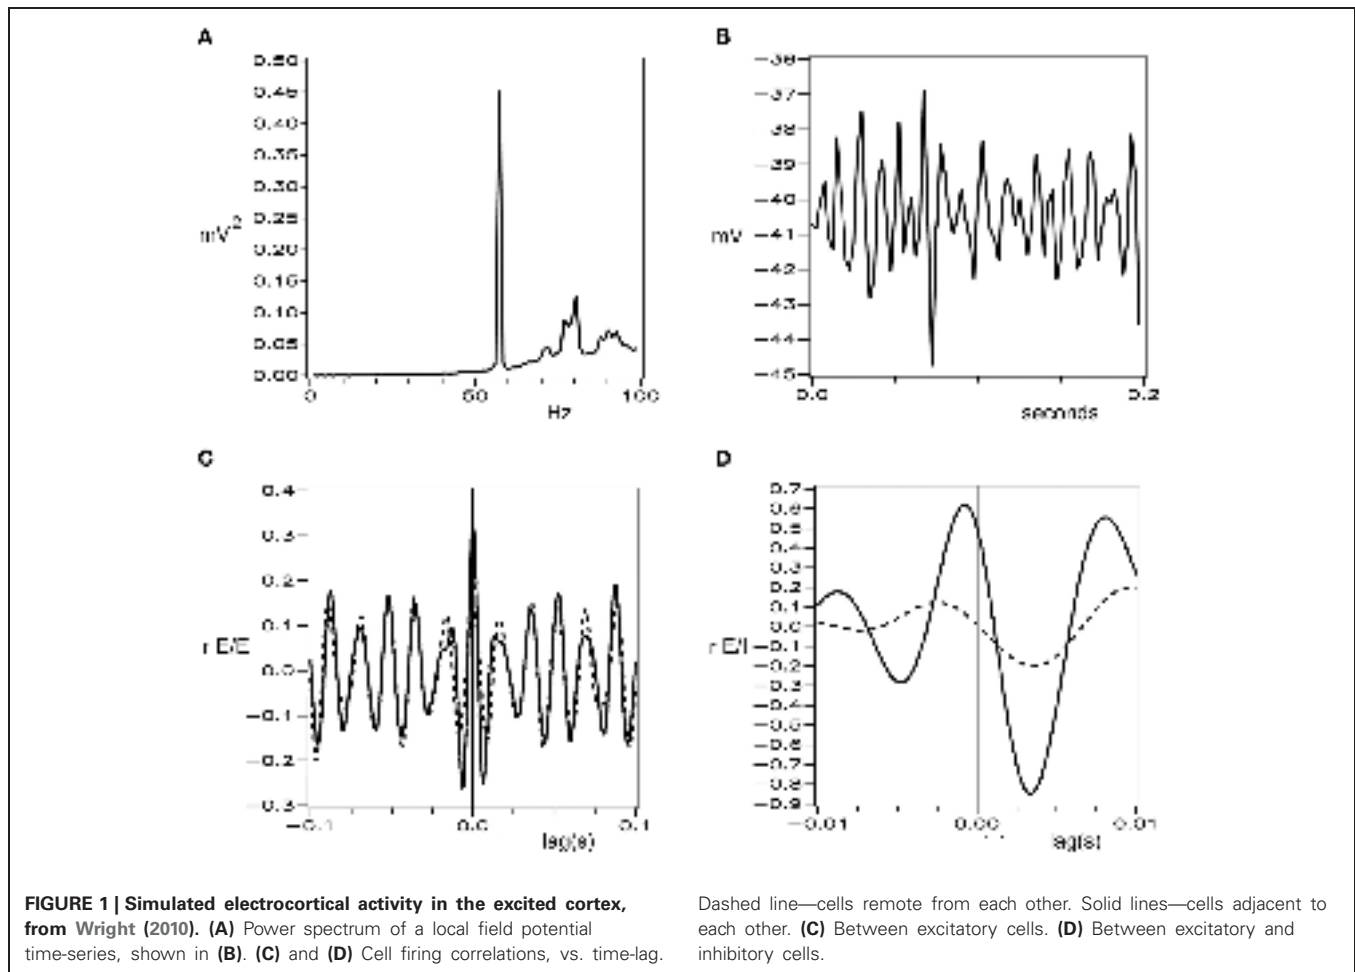 A
0.50
0.45
0.40
0.35
0.30
0.25
mV²
0.20
0.15
0.10
0.05
0.00
0 50 100
Hz
B
−36
−37
−38
−39
−40
mV −41
−42
−43
−44
−45
0.0 0.2
seconds
C
0.4
0.3
0.2
0.1
r E/E 0.0
−0.1
−0.2
−0.3
−0.1 0.0 0.1
lag(s)
D
0.7
0.6
0.5
0.4
0.3
0.2
0.1
0.0
r E/I −0.1
−0.2
−0.3
−0.4
−0.5
−0.6
−0.7
−0.8
−0.9
−0.01 0.00 0.01
lag(s)
FIGURE 1 | Simulated electrocortical activity in the excited cortex,
from Wright (2010). (A) Power spectrum of a local field potential
time-series, shown in (B). (C) and (D) Cell firing correlations, vs. time-lag.
Dashed line—cells remote from each other. Solid lines—cells adjacent to
each other. (C) Between excitatory cells. (D) Between excitatory and
inhibitory cells.